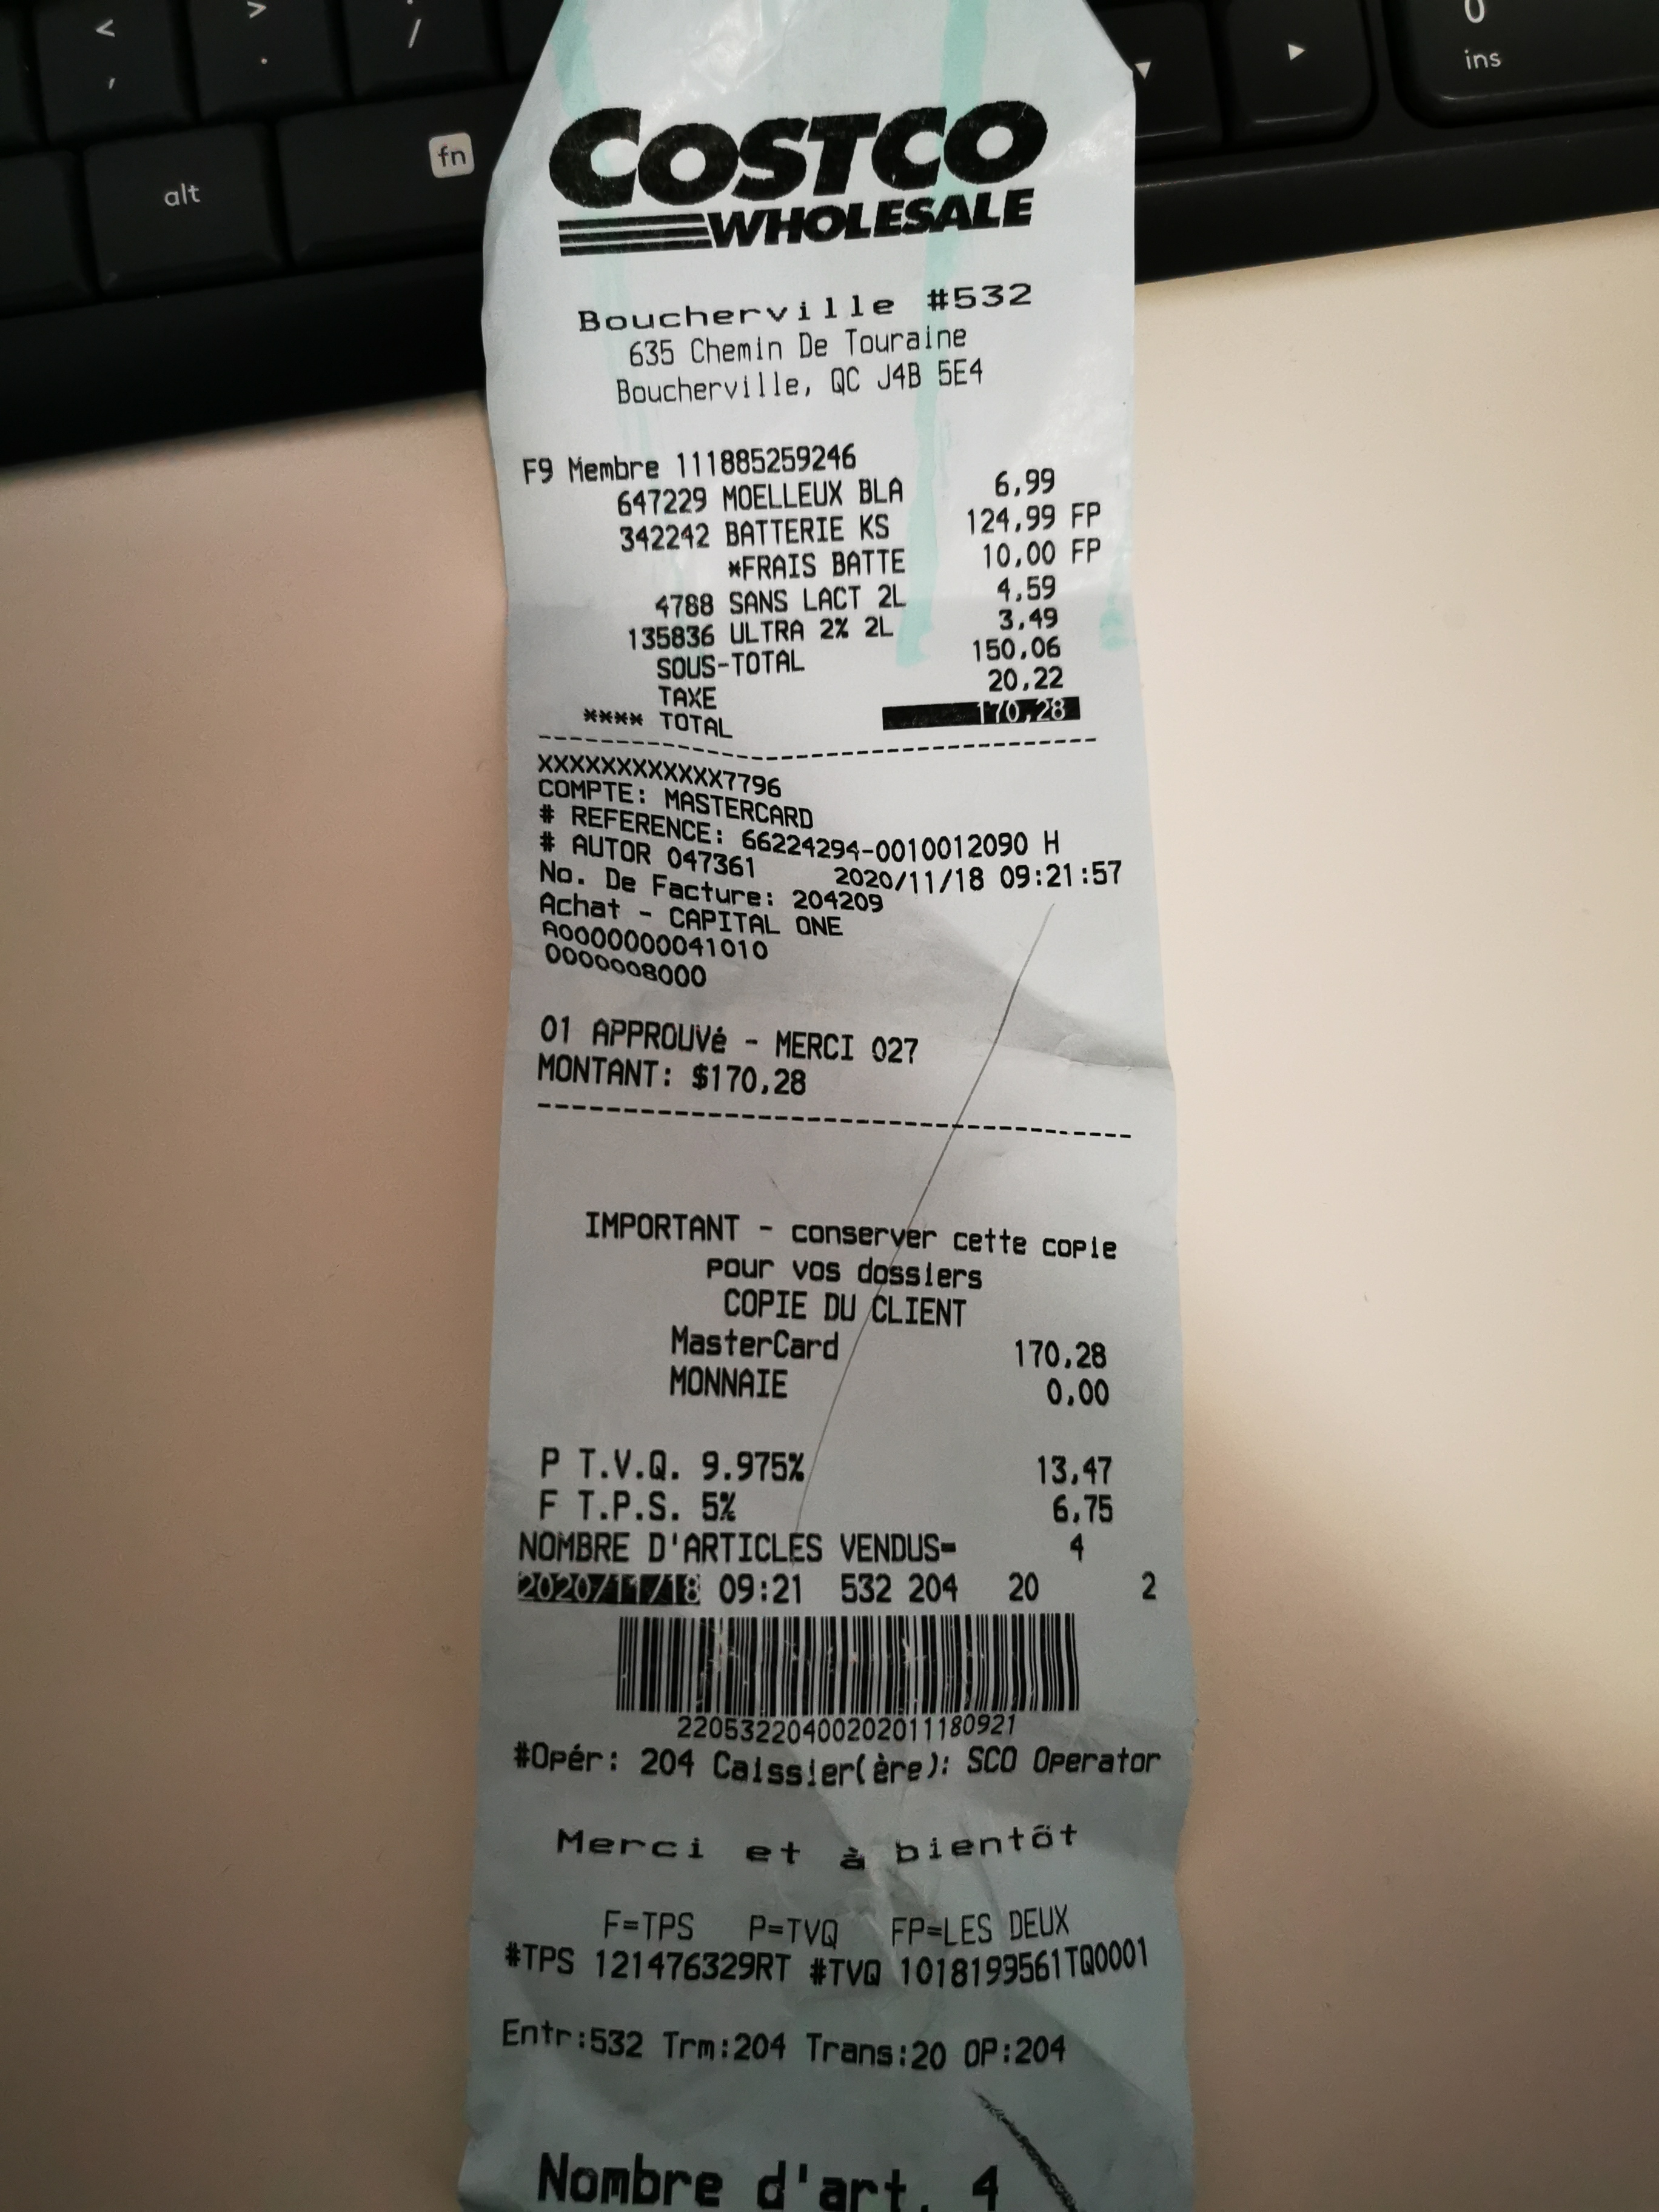 <
,
>
.
/
alt
fn
0
ins
COSTCO
WHOLESALE
Boucherville #532
635 Chemin De Touraine
Boucherville, QC J4B 5E4
F9 Membre 111885259246
647229 MOELLEUX BLA 6,99
342242 BATTERIE KS 124,99 FP
*FRAIS BATTE 10,00 FP
4788 SANS LACT 2L 4,59
135836 ULTRA 2% 2L 3,49
SOUS-TOTAL 150,06
TAXE 20,22
**** TOTAL 170,28
XXXXXXXXXXXX7796
COMPTE: MASTERCARD
# REFERENCE: 66224294-0010012090 H
# AUTOR 047361 2020/11/18 09:21:57
No. De Facture: 204209
Achat - CAPITAL ONE
A0000000041010
0000008000
01 APPROUVé - MERCI 027
MONTANT: $170,28
IMPORTANT - conserver cette copie
pour vos dossiers
COPIE DU CLIENT
MasterCard 170,28
MONNAIE 0,00
P T.V.Q. 9.975% 13,47
F T.P.S. 5% 6,75
NOMBRE D'ARTICLES VENDUS= 4
2020/11/18 09:21 532 204 20 2
22053220400202011180921
#Opér: 204 Caissier(ère): SCO Operator
Merci et à bientôt
F=TPS P=TVQ FP=LES DEUX
#TPS 121476329RT #TVQ 1018199561TQ0001
Entr:532 Trm:204 Trans:20 OP:204
Nombre d'art. 4